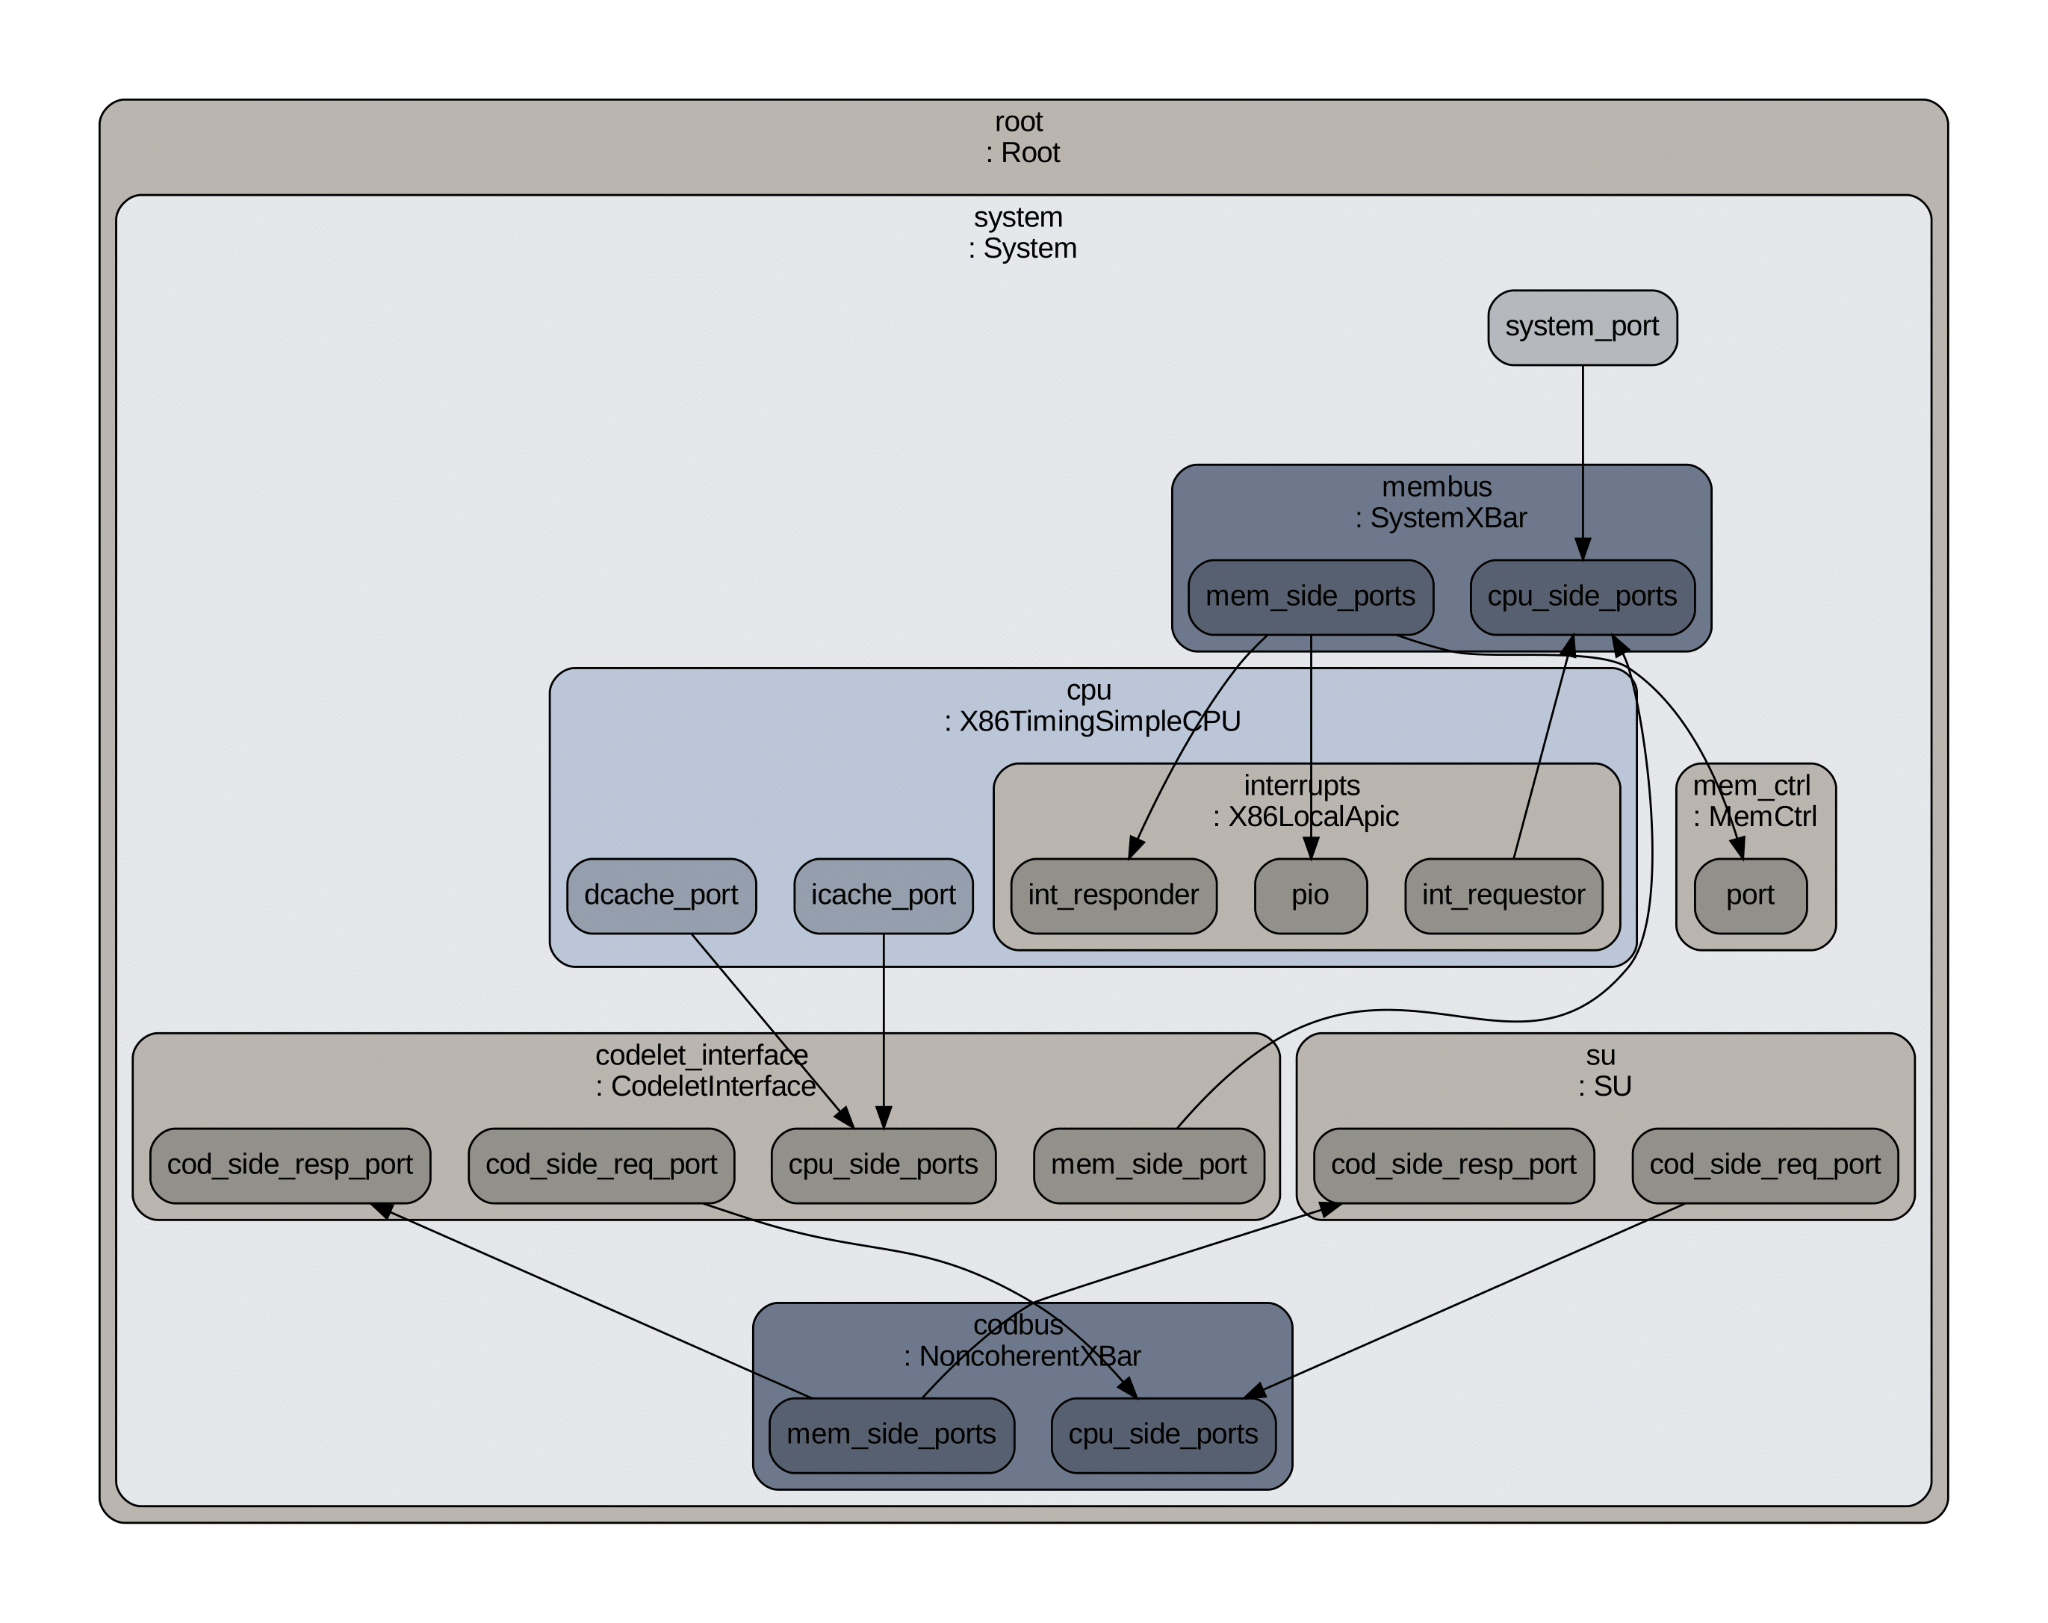 root
: Root
system
: System
system_port
membus
: SystemXBar
mem_side_ports
cpu_side_ports
cpu
: X86TimingSimpleCPU
interrupts
: X86LocalApic
mem_ctrl
: MemCtrl
dcache_port
icache_port
int_responder
pio
int_requestor
port
codelet_interface
: CodeletInterface
su
: SU
cod_side_resp_port
cod_side_req_port
cpu_side_ports
mem_side_port
cod_side_resp_port
cod_side_req_port
codbus
: NoncoherentXBar
mem_side_ports
cpu_side_ports